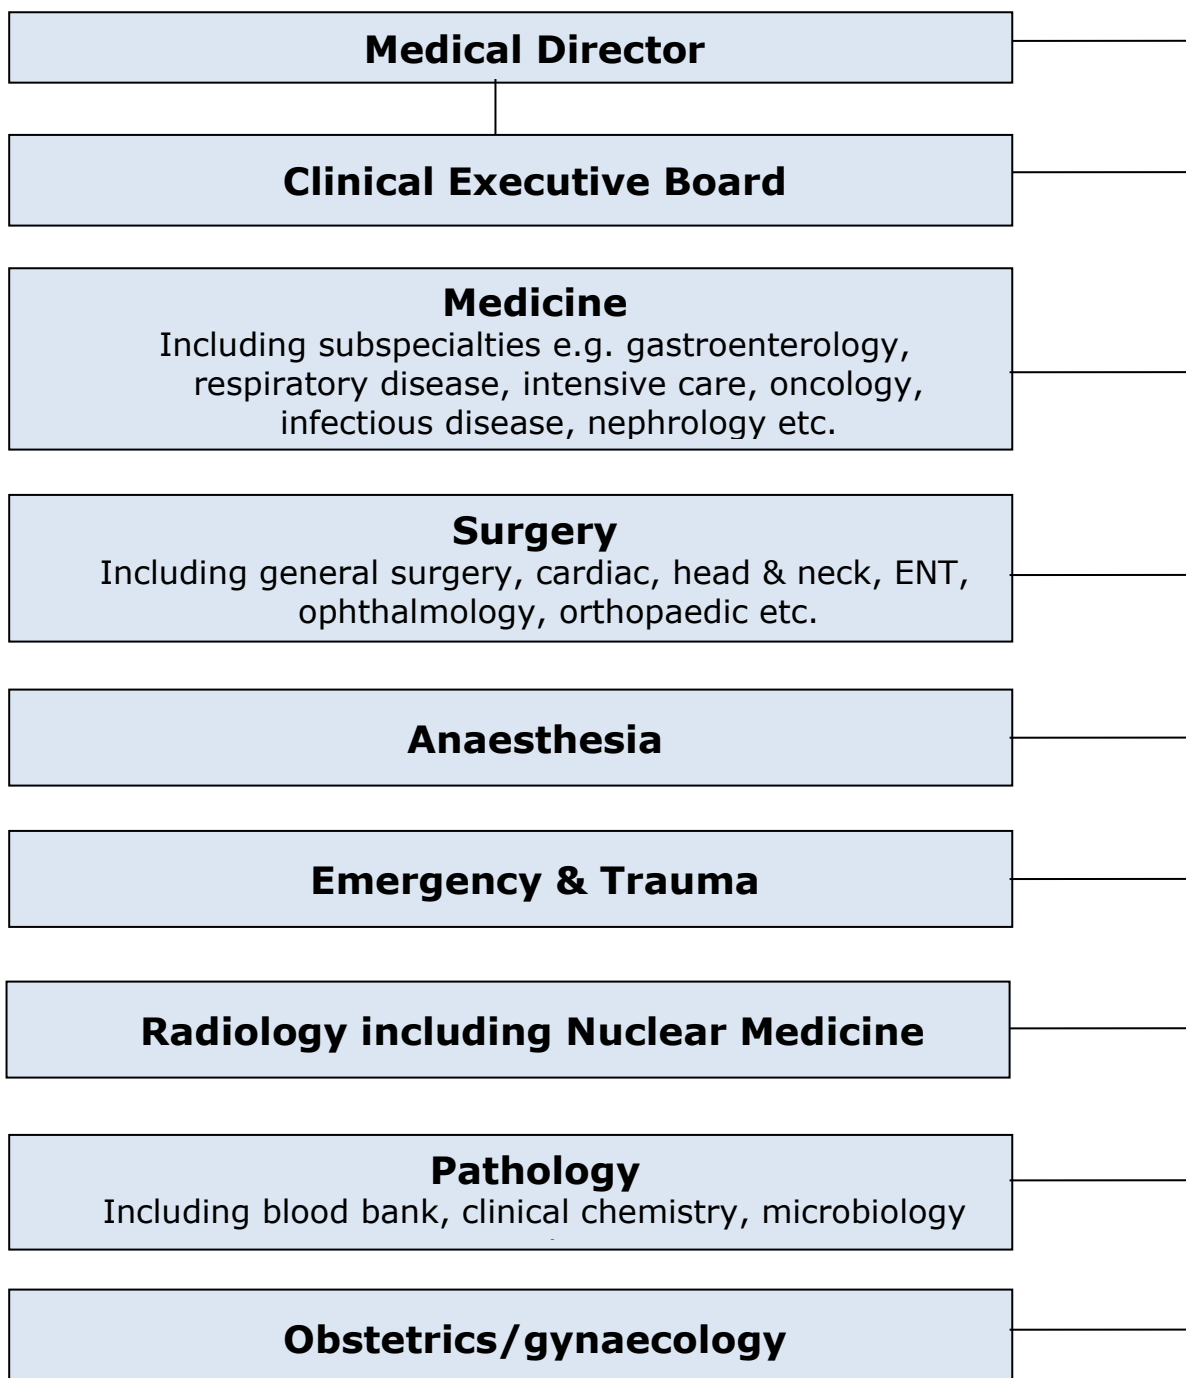 Medical Director
Clinical Executive Board
Medicine
Including subspecialties e.g. gastroenterology,
respiratory disease, intensive care, oncology,
infectious disease, nephrology etc.
Surgery
Including general surgery, cardiac, head & neck, ENT,
ophthalmology, orthopaedic etc.
Anaesthesia
Emergency & Trauma
Radiology including Nuclear Medicine
Pathology
Including blood bank, clinical chemistry, microbiology
Obstetrics/gynaecology